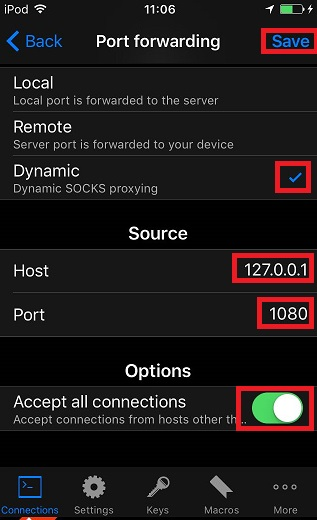 iPod 11:06
Back Port forwarding Save
Local
Local port is forwarded to the server
Remote
Server port is forwarded to your device
Dynamic
Dynamic SOCKS proxying
Source
Host 127.0.0.1
Port 1080
Options
Accept all connections
Accept connections from hosts other th...
Connections Settings Keys Macros More